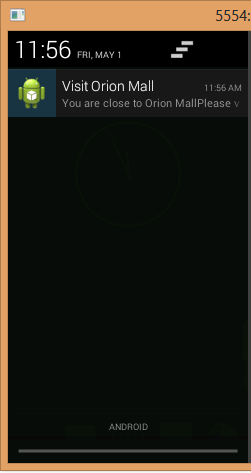 5554:
11:56 FRI, MAY 1
Visit Orion Mall 11:56 AM
You are close to Orion MallPlease v
ANDROID